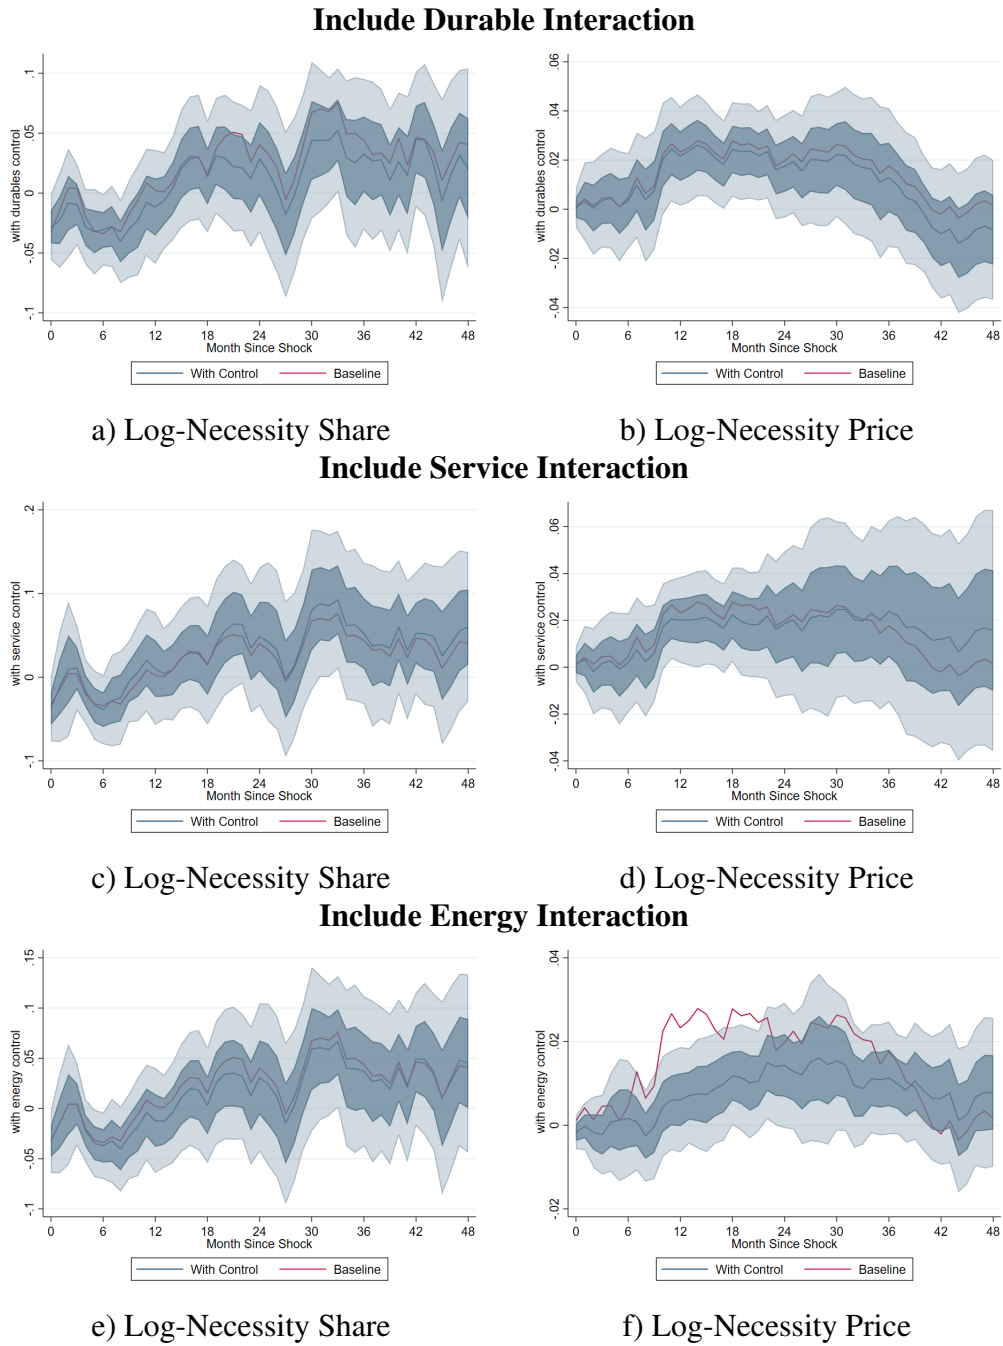 Include Durable Interaction
with durables control
.1
.05
0
-.05
-.1
0 6 12 18 24 30 36 42 48
Month Since Shock
With Control Baseline
a) Log-Necessity Share
with durables control
.06
.04
.02
0
-.02
-.04
0 6 12 18 24 30 36 42 48
Month Since Shock
With Control Baseline
b) Log-Necessity Price
Include Service Interaction
with service control
.2
.1
0
-.1
0 6 12 18 24 30 36 42 48
Month Since Shock
With Control Baseline
c) Log-Necessity Share
with service control
.06
.04
.02
0
-.02
-.04
0 6 12 18 24 30 36 42 48
Month Since Shock
With Control Baseline
d) Log-Necessity Price
Include Energy Interaction
with energy control
.15
.1
.05
0
-.05
-.1
0 6 12 18 24 30 36 42 48
Month Since Shock
With Control Baseline
e) Log-Necessity Share
with energy control
.04
.02
0
-.02
0 6 12 18 24 30 36 42 48
Month Since Shock
With Control Baseline
f) Log-Necessity Price